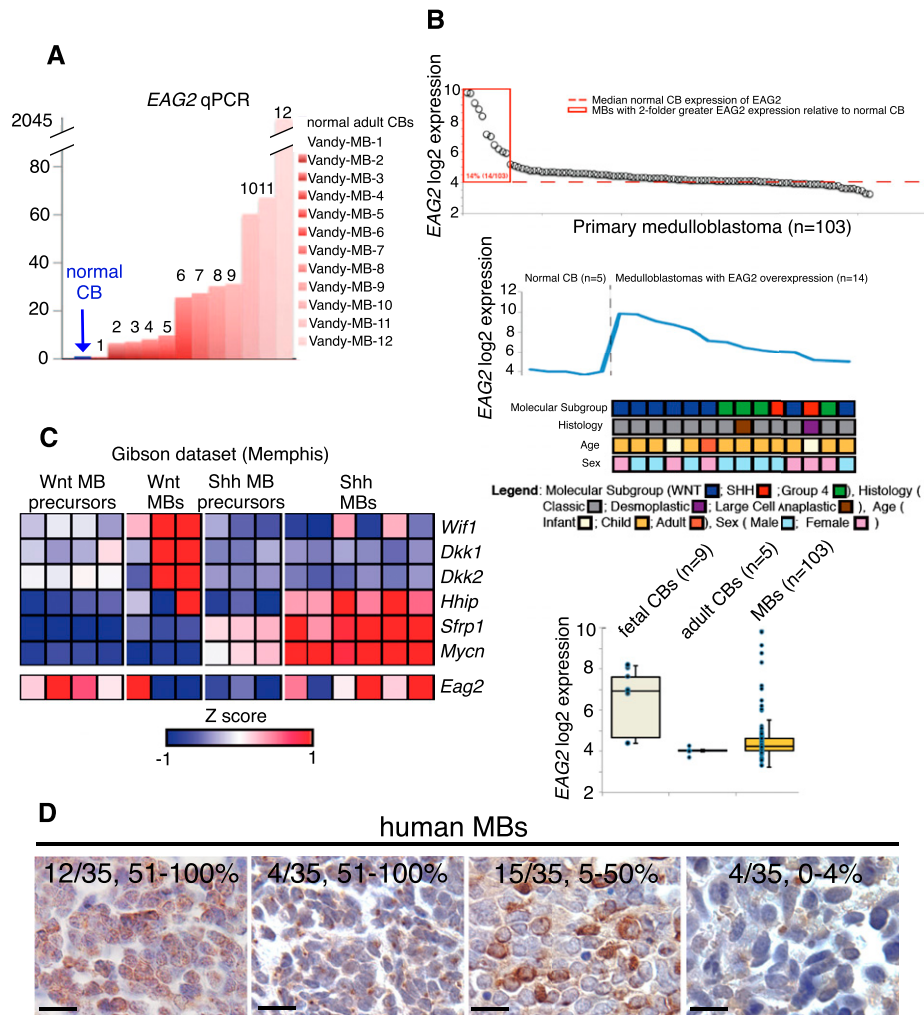 A
EAG2 qPCR
2045
80
60
40
20
0
normal
CB
1
2
3
4
5
6
7
8
9
10
11
12
normal adult CBs
Vandy-MB-1
Vandy-MB-2
Vandy-MB-3
Vandy-MB-4
Vandy-MB-5
Vandy-MB-6
Vandy-MB-7
Vandy-MB-8
Vandy-MB-9
Vandy-MB-10
Vandy-MB-11
Vandy-MB-12
B
EAG2 log2 expression
10
8
6
4
2
14% (14/103)
Median normal CB expression of EAG2
MBs with 2-folder greater EAG2 expression relative to normal CB
Primary medulloblastoma (n=103)
EAG2 log2 expression
Normal CB (n=5)
Medulloblastomas with EAG2 overexpression (n=14)
12
10
8
6
4
Molecular Subgroup
Histology
Age
Sex
Legend: Molecular Subgroup (WNT ; SHH ; Group 4 ), Histology (
Classic ; Desmoplastic ; Large Cell Anaplastic ), Age (
Infant ; Child ; Adult ), Sex ( Male ; Female )
fetal CBs (n=9)
adult CBs (n=5)
MBs (n=103)
EAG2 log2 expression
10
8
6
4
2
C
Gibson dataset (Memphis)
Wnt MB
precursors
Wnt
MBs
Shh MB
precursors
Shh
MBs
Wif1
Dkk1
Dkk2
Hhip
Sfrp1
Mycn
Eag2
Z score
-1
1
D
human MBs
12/35, 51-100%
4/35, 51-100%
15/35, 5-50%
4/35, 0-4%